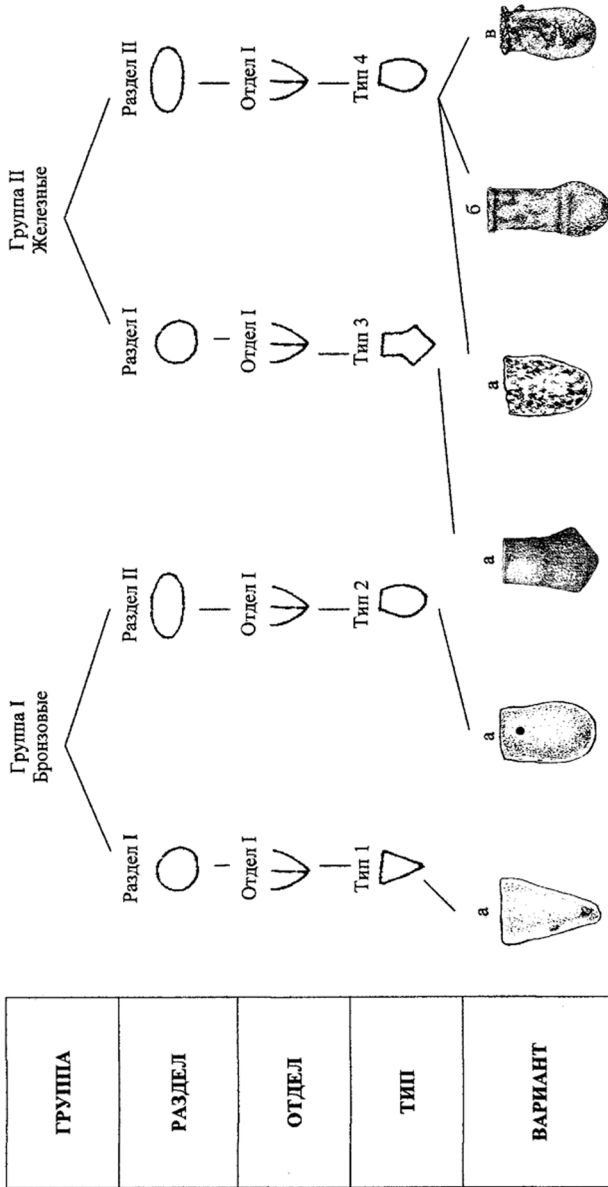 ГРУППА
Группа I
Бронзовые
Группа II
Железные
РАЗДЕЛ
Раздел I
Раздел II
Раздел I
Раздел II
ОТДЕЛ
Отдел I
Отдел I
Отдел I
Отдел I
ТИП
Тип 1
Тип 2
Тип 3
Тип 4
ВАРИАНТ
а
а
а
а
б
в